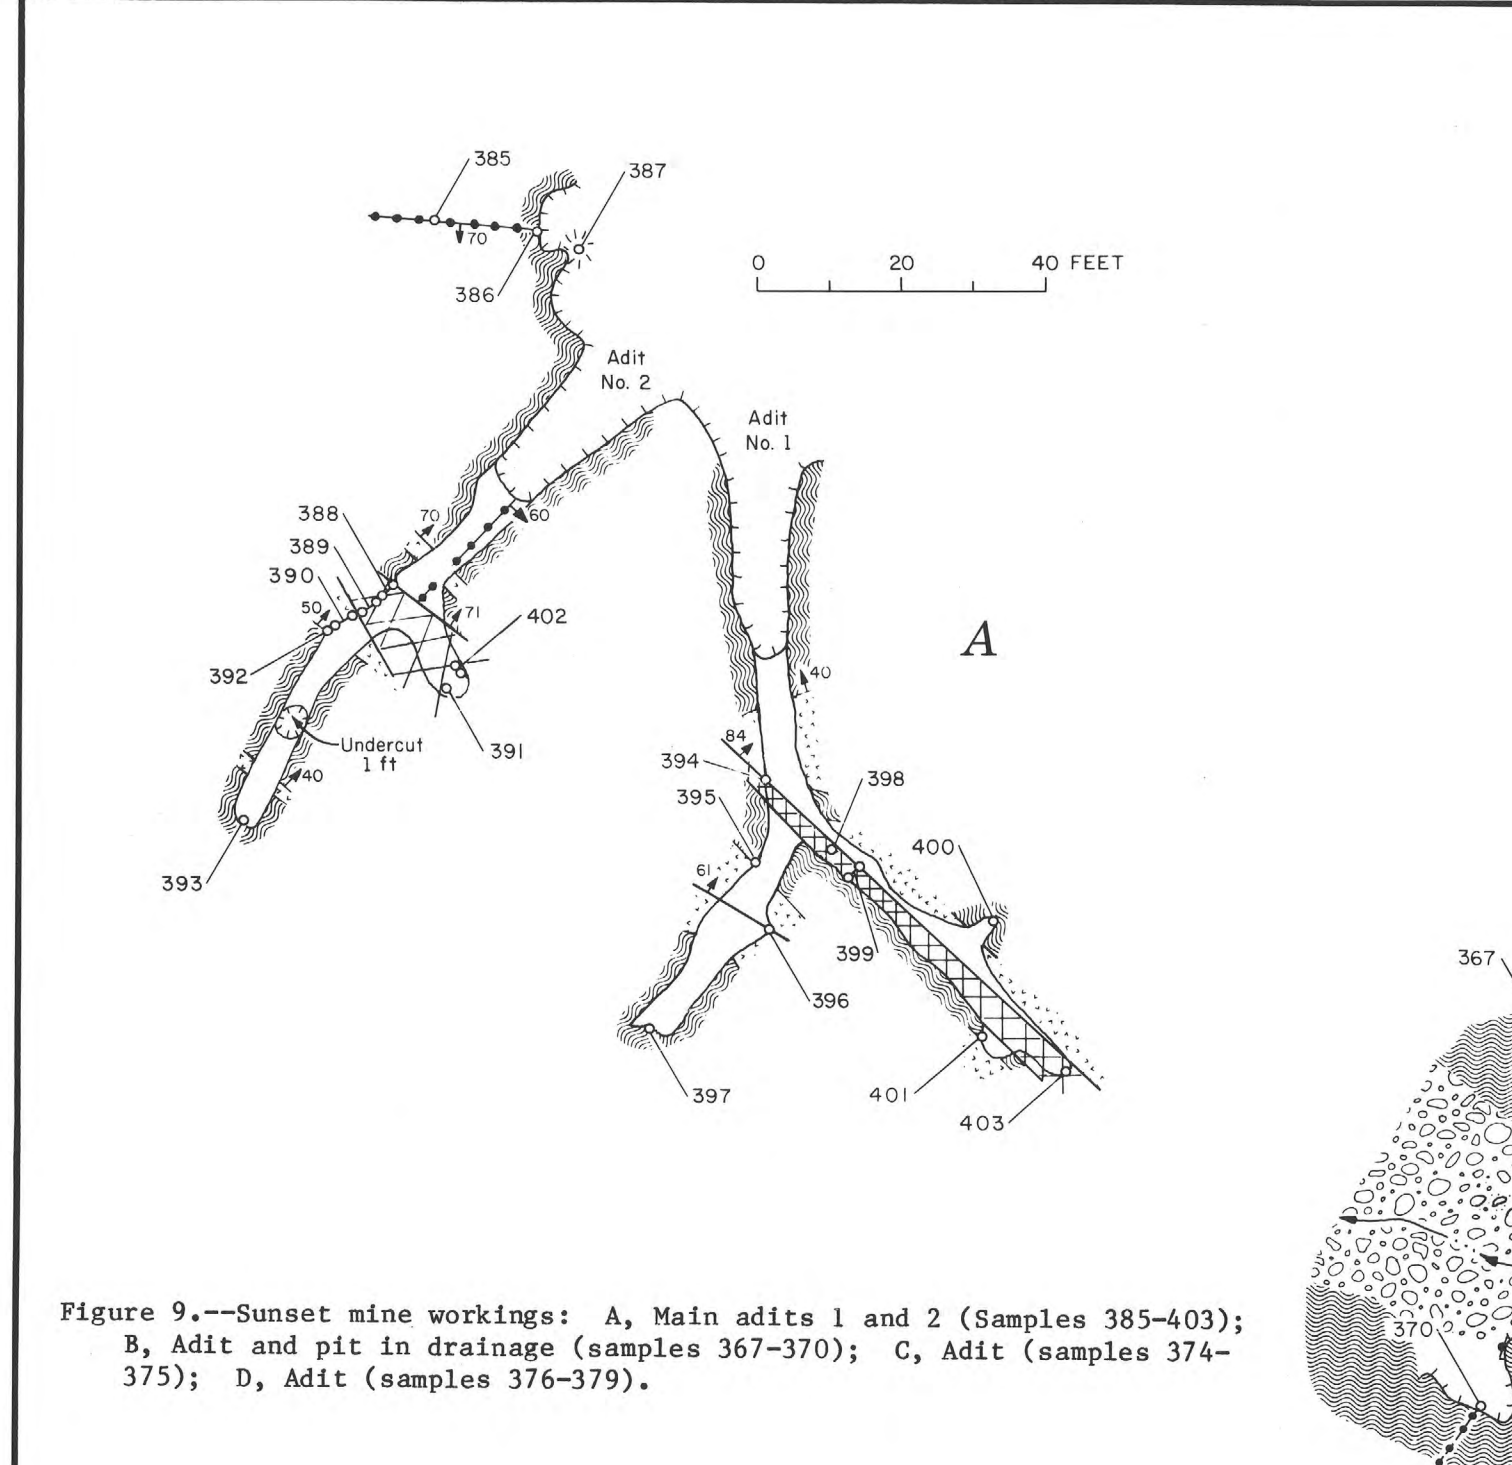 385
387
70
386
0 20 40 FEET
Adit
No. 2
Adit
No. 1
388
70
60
389
390
50
71
402
392
A
40
Undercut
1 ft
391
84
394
398
40
395
400
61
393
399
396
367
397
401
403
Figure 9.--Sunset mine workings: A, Main adits 1 and 2 (Samples 385-403);
B, Adit and pit in drainage (samples 367-370); C, Adit (samples 374-
375); D, Adit (samples 376-379).
370